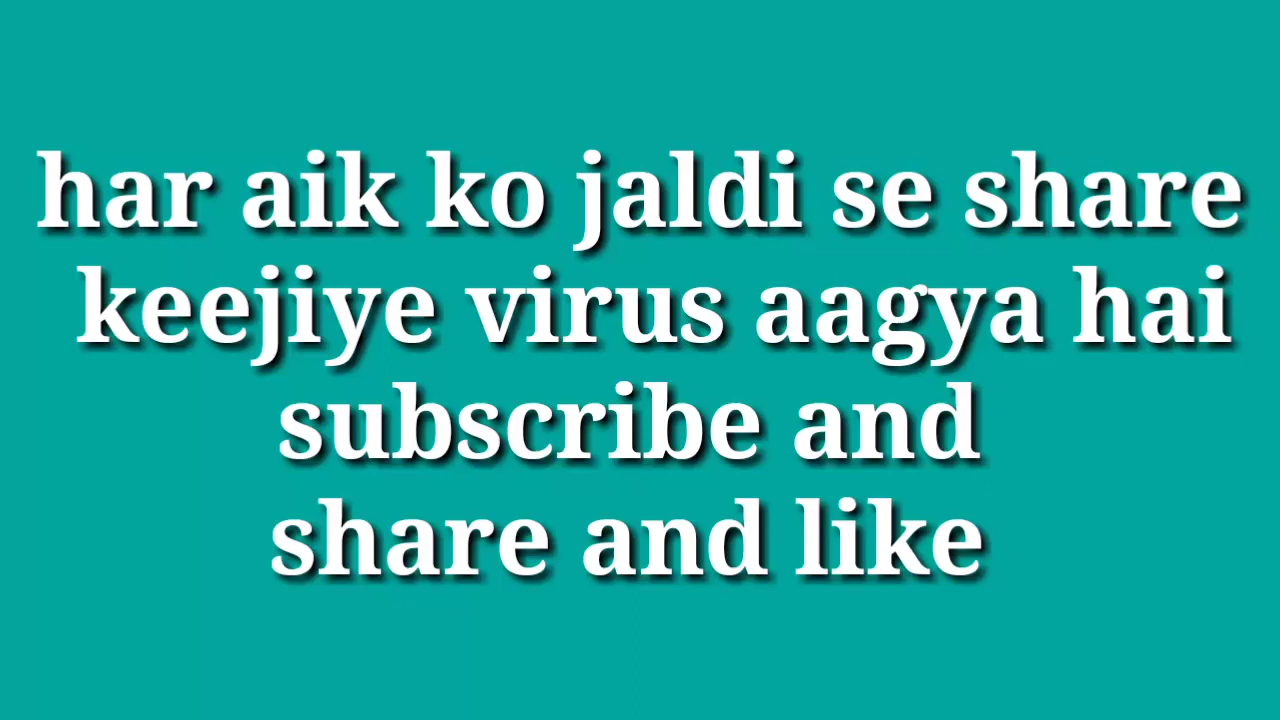 har aik ko jaldi se share
keejiye virus aagya hai
subscribe and
share and like